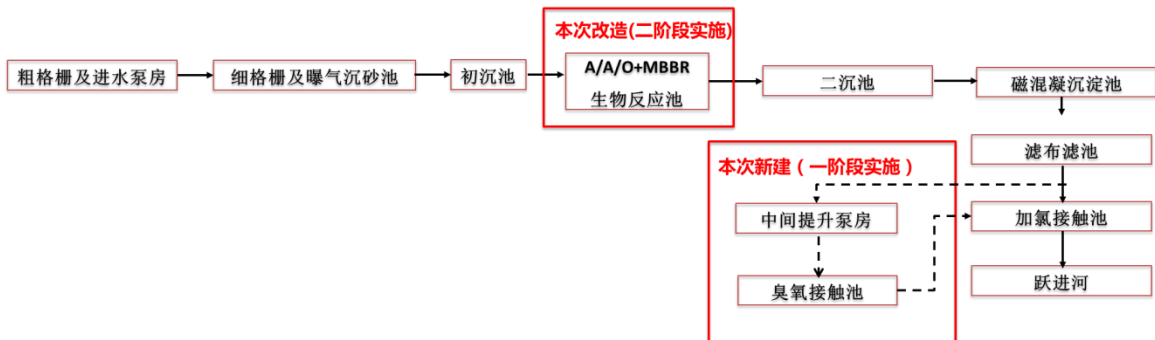 本次改造(二阶段实施)
粗格栅及进水泵房
细格栅及曝气沉砂池
初沉池
A/A/O+MBBR
生物反应池
二沉池
磁混凝沉淀池
滤布滤池
本次新建（一阶段实施）
中间提升泵房
加氯接触池
臭氧接触池
跃进河